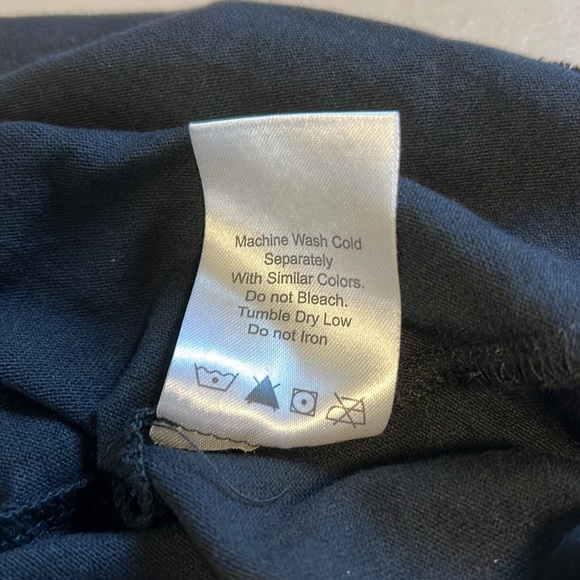 Machine Wash Cold
Separately
With Similar Colors.
Do not Bleach.
Tumble Dry Low
Do not Iron